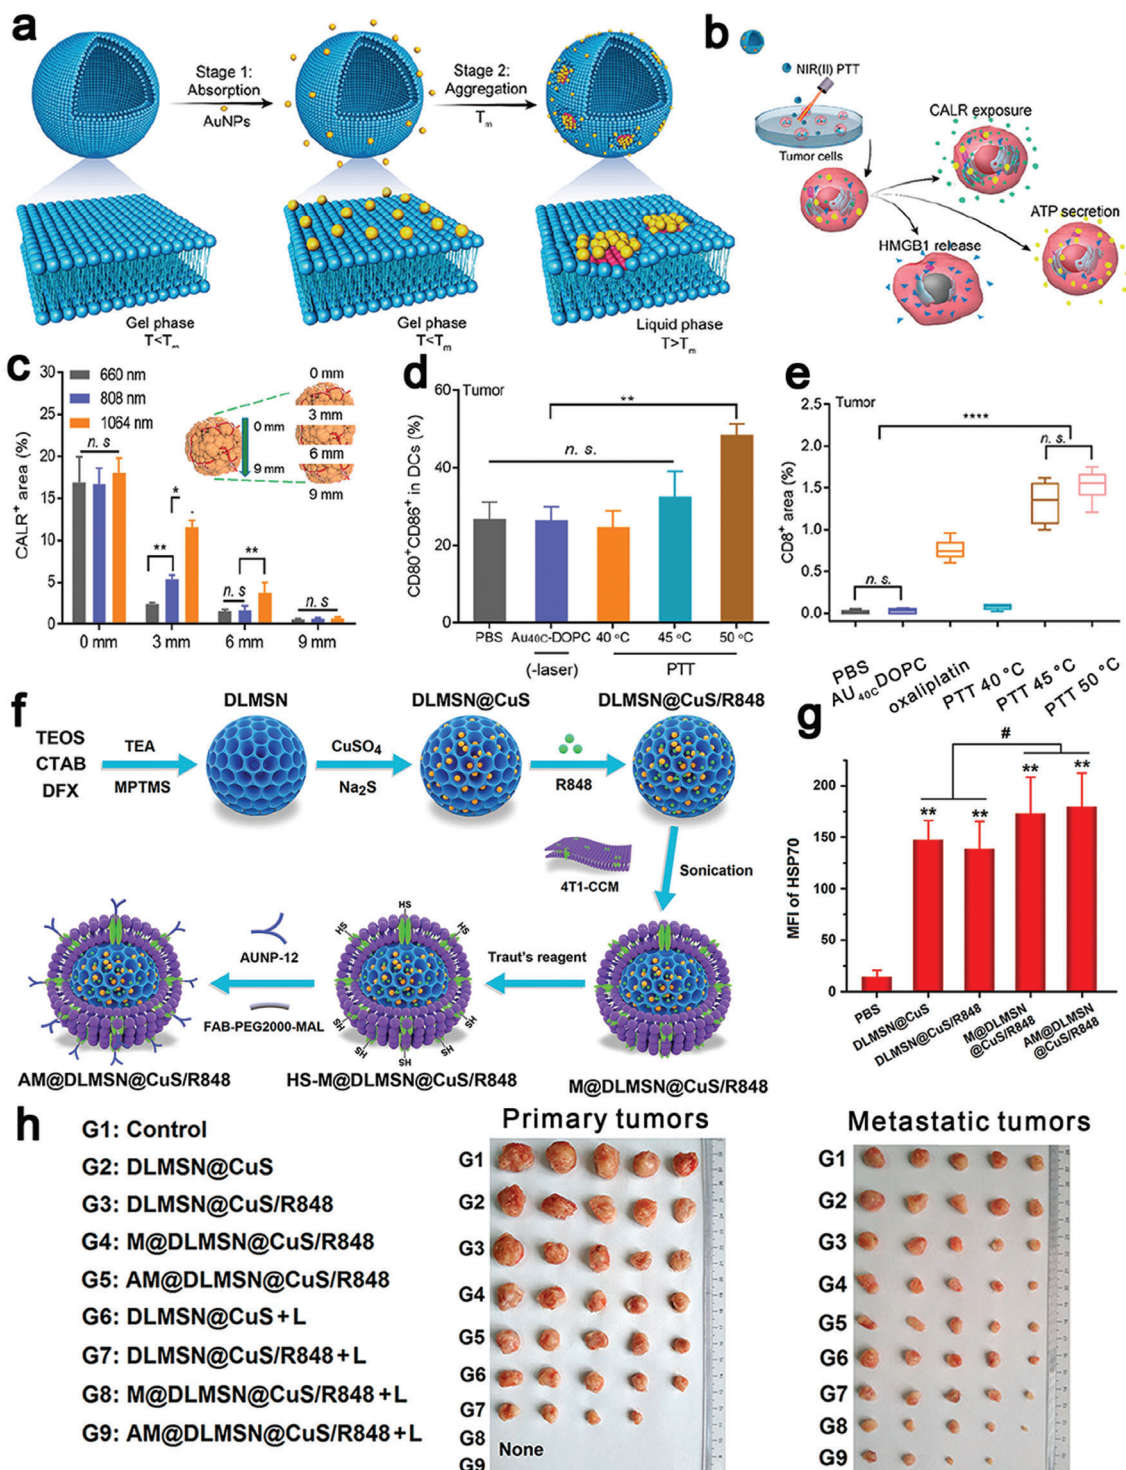 a
Stage 1:
Absorption
AuNPs
Stage 2:
Aggregation
Tm
Gel phase
T<Tm
Gel phase
T<Tm
Liquid phase
T>Tm
b
NIR(II) PTT
Tumor cells
CALR exposure
ATP secretion
HMGB1 release
c
CALR+ area (%)
30
25
20
15
10
5
0
660 nm
808 nm
1064 nm
n. s
*
**
n. s
**
n. s
0 mm
3 mm
6 mm
9 mm
0 mm
9 mm
0 mm
3 mm
6 mm
9 mm
d
CD80+CD86+ in DCs (%)
60
40
20
0
Tumor
**
n. s.
PBS
Au40C-DOPC
40 °C
45 °C
50 °C
(-laser)
PTT
e
CD8+ area (%)
2.5
2.0
1.5
1.0
0.5
0.0
Tumor
****
n. s.
n. s.
PBS
AU40C DOPC
oxaliplatin
PTT 40 °C
PTT 45 °C
PTT 50 °C
f
TEOS
CTAB
DFX
TEA
MPTMS
DLMSN
CuSO4
Na2S
DLMSN@CuS
R848
DLMSN@CuS/R848
4T1-CCM
Sonication
M@DLMSN@CuS/R848
Traut's reagent
HS
HS
HS
SH
SH
SH
HS
HS
HS-M@DLMSN@CuS/R848
AUNP-12
FAB-PEG2000-MAL
AM@DLMSN@CuS/R848
g
MFI of HSP70
200
150
100
50
0
#
**
**
**
**
PBS
DLMSN@CuS
DLMSN@CuS/R848
M@DLMSN
@CuS/R848
AM@DLMSN
@CuS/R848
h
G1: Control
G2: DLMSN@CuS
G3: DLMSN@CuS/R848
G4: M@DLMSN@CuS/R848
G5: AM@DLMSN@CuS/R848
G6: DLMSN@CuS+L
G7: DLMSN@CuS/R848+L
G8: M@DLMSN@CuS/R848+L
G9: AM@DLMSN@CuS/R848+L
Primary tumors
G1
G2
G3
G4
G5
G6
G7
G8
None
G9
Metastatic tumors
G1
G2
G3
G4
G5
G6
G7
G8
G9